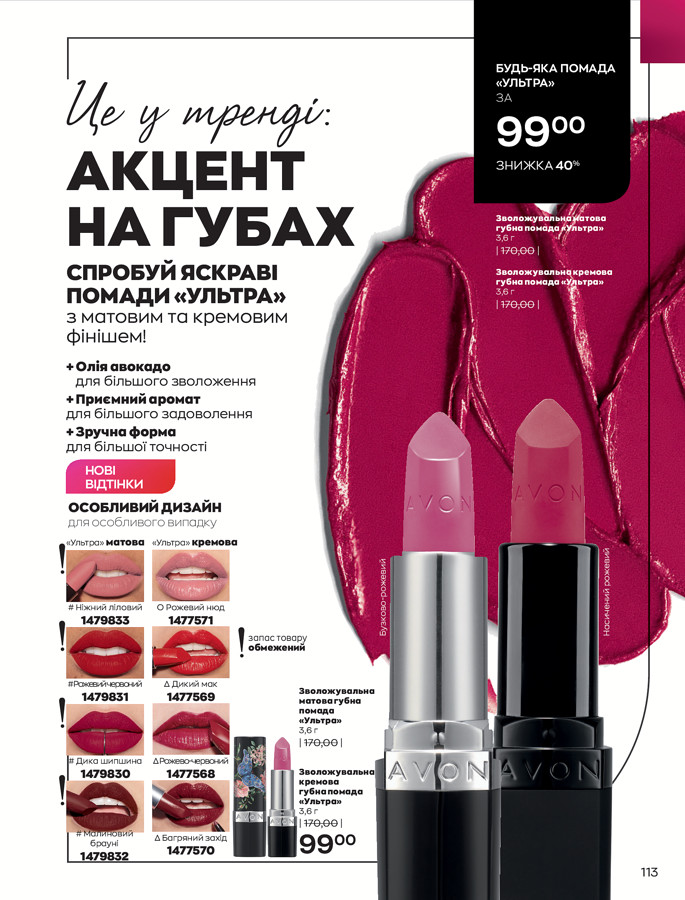 БУДЬ-ЯКА ПОМАДА
«УЛЬТРА»
ЗА
99⁰⁰
ЗНИЖКА 40%
Це у тренді:
АКЦЕНТ
НА ГУБАХ
СПРОБУЙ ЯСКРАВІ
ПОМАДИ «УЛЬТРА»
з матовим та кремовим
фінішем!
+ Олія авокадо
для більшого зволоження
+ Приємний аромат
для більшого задоволення
+ Зручна форма
для більшої точності
Зволожувальна матова
губна помада «Ультра»
3,6 г
| 170,00 |
Зволожувальна кремова
губна помада «Ультра»
3,6 г
| 170,00 |
НОВІ
ВІДТІНКИ
ОСОБЛИВИЙ ДИЗАЙН
для особливого випадку
«Ультра» матова
«Ультра» кремова
!
# Ніжний ліловий
1479833
О Рожевий нюд
1477571
!
#Рожевий червоний
1479831
Δ Дикий мак
1477569
!
# Дика шипшина
1479830
Δ Рожево-червоний
1477568
!
# Малиновий
брауні
1479832
Δ Багряний захід
1477570
! запас товару
обмежений
Зволожувальна
матова губна
помада
«Ультра»
3,6 г
| 170,00 |
Зволожувальна
кремова
губна помада
«Ультра»
3,6 г
| 170,00 |
99⁰⁰
AVON
AVON
Бузково-рожевий
Насичений рожевий
AVON
AVON
AVON
AVON
113